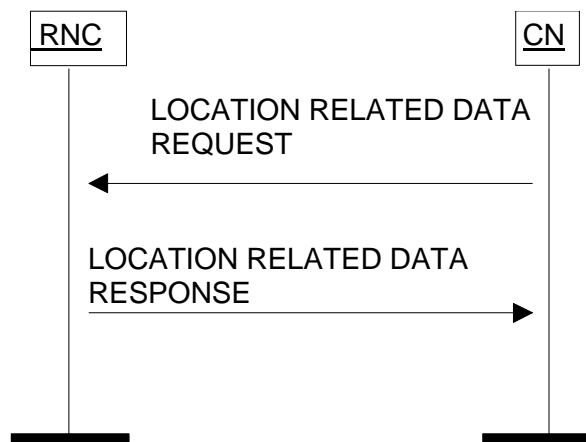 RNC
CN
LOCATION RELATED DATA
REQUEST
LOCATION RELATED DATA
RESPONSE